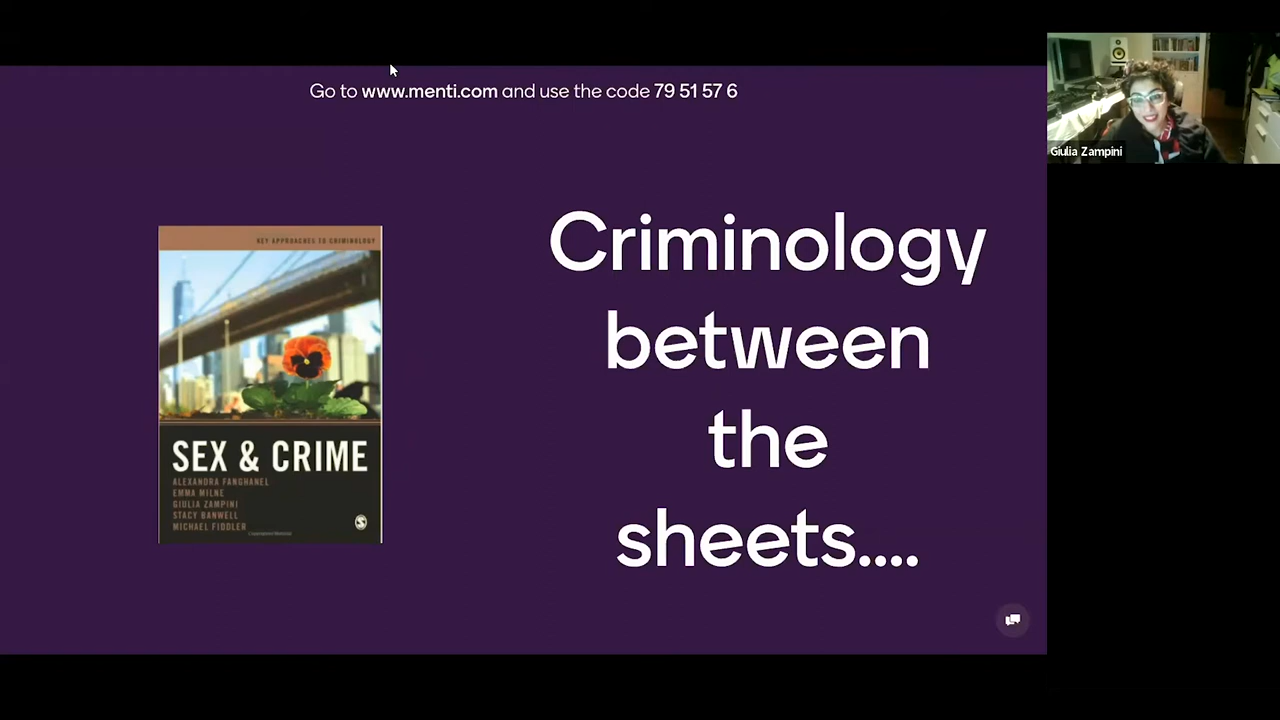 Go to www.menti.com and use the code 79 51 57 6
Giulia Zampini
KEY APPROACHES TO CRIMINOLOGY
SEX & CRIME
ALEXANDRA FANGHANEL
EMMA MILNE
GIULIA ZAMPINI
STACY BANWELL
MICHAEL FIDDLER
Criminology
between
the
sheets....